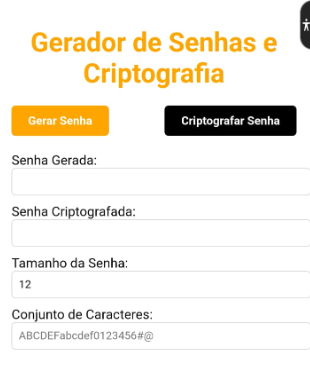 Gerador de Senhas e
Criptografia
Gerar Senha
Criptografar Senha
Senha Gerada:
Senha Criptografada:
Tamanho da Senha:
12
Conjunto de Caracteres:
ABCDEFabcdef0123456#@